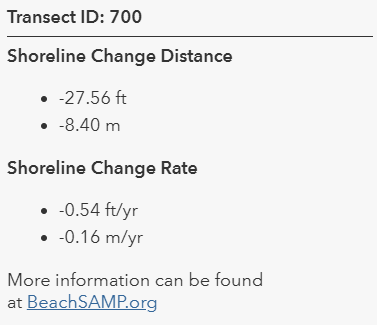 Transect ID: 700
Shoreline Change Distance
• -27.56 ft
• -8.40 m
Shoreline Change Rate
• -0.54 ft/yr
• -0.16 m/yr
More information can be found
at BeachSAMP.org